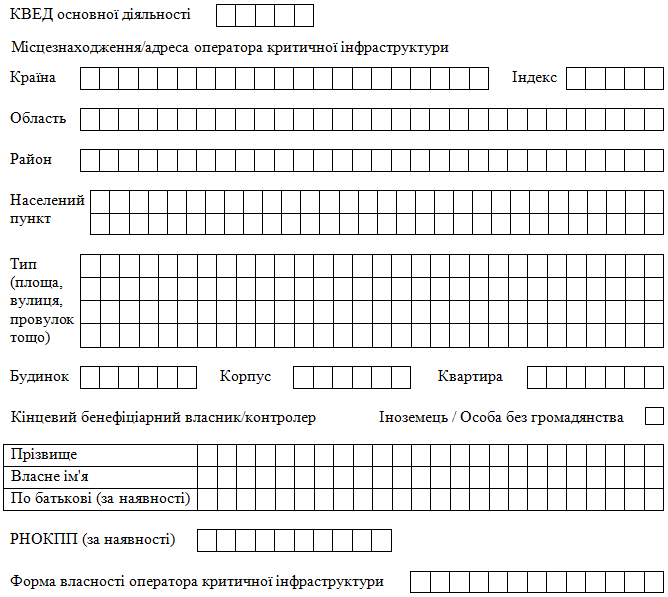 КВЕД основної діяльності
Місцезнаходження/адреса оператора критичної інфраструктури
Країна Індекс
Область
Район
Населений
пункт
Тип
(площа,
вулиця,
провулок
тощо)
Будинок Корпус Квартира
Кінцевий бенефіціарний власник/контролер Іноземець / Особа без громадянства
Прізвище
Власне ім'я
По батькові (за наявності)
РНОКПП (за наявності)
Форма власності оператора критичної інфраструктури